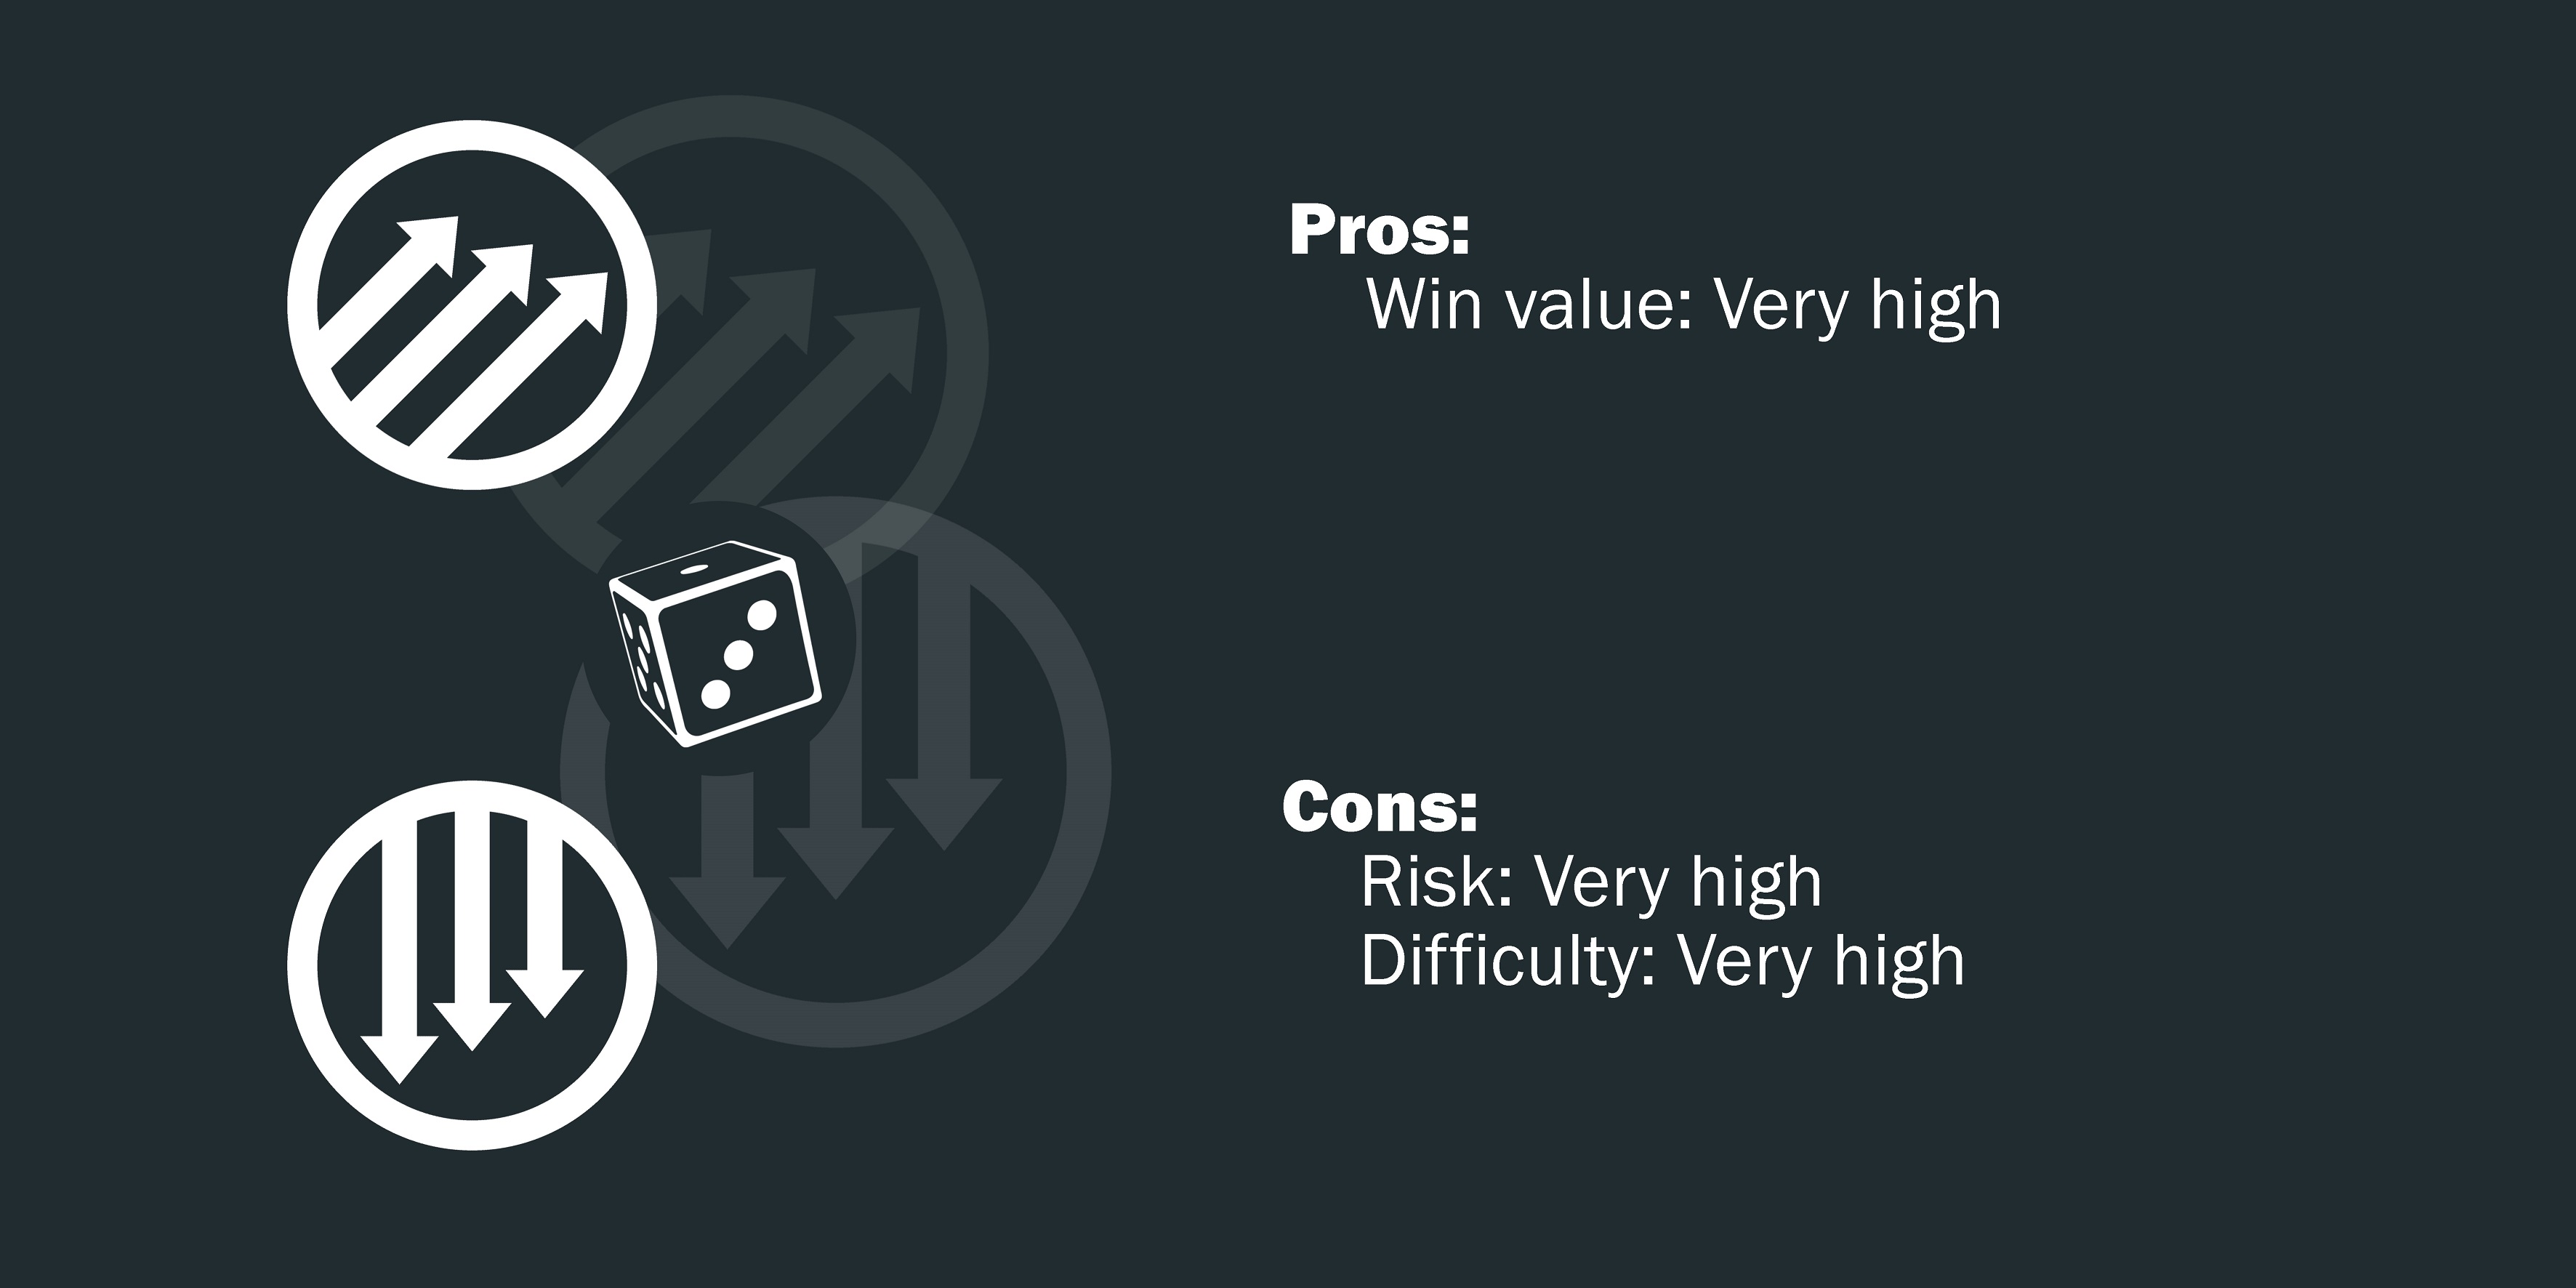 Pros:
Win value: Very high
Cons:
Risk: Very high
Difficulty: Very high